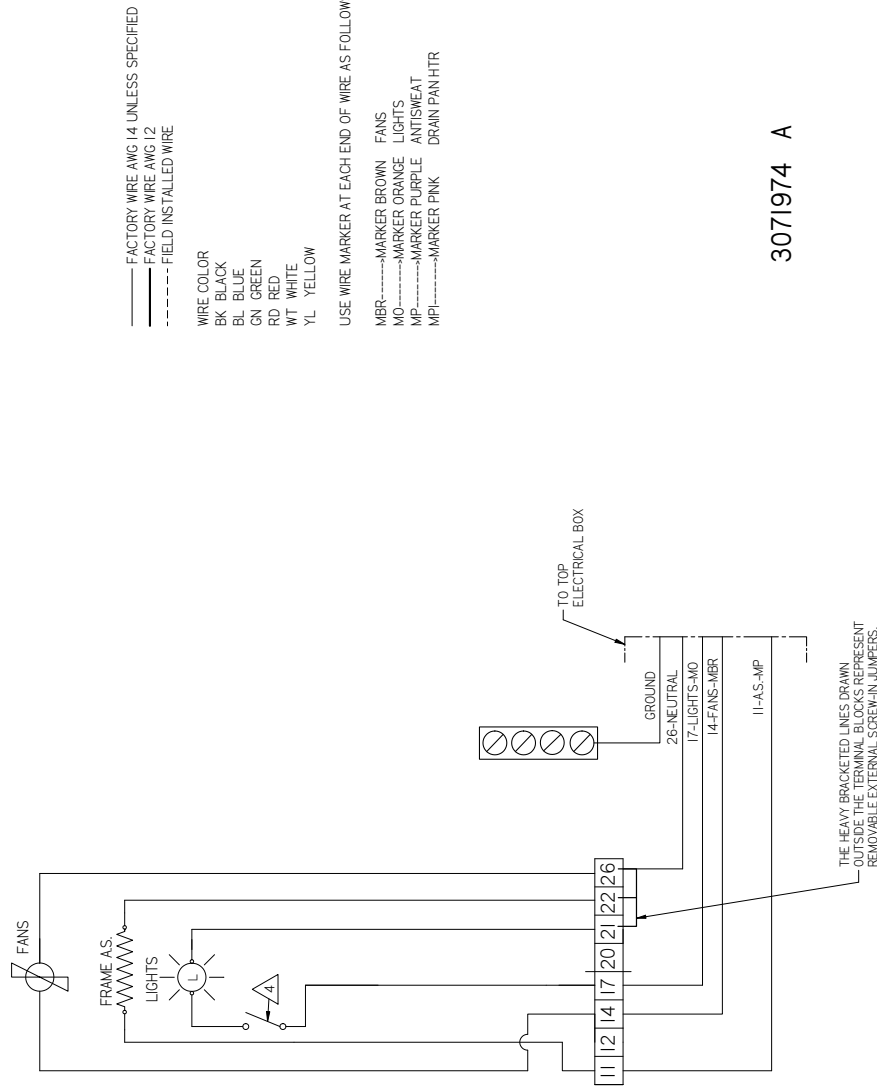 FACTORY WIRE AWG 14 UNLESS SPECIFIED
FACTORY WIRE AWG 12
FIELD INSTALLED WIRE
WIRE COLOR
BK BLACK
BL BLUE
GN GREEN
RD RED
WT WHITE
YL YELLOW
USE WIRE MARKER AT EACH END OF WIRE AS FOLLOW
MBR------>MARKER BROWN FANS
MO------>MARKER ORANGE LIGHTS
MP------>MARKER PURPLE ANTISWEAT
MPI------>MARKER PINK DRAIN PAN HTR
3071974 A
FANS
FRAME A.S.
LIGHTS
L
4
11 12 14 17 20 21 22 26
GROUND
26-NEUTRAL
17-LIGHTS-MO
14-FANS-MBR
11-A.S.-MP
TO TOP
ELECTRICAL BOX
THE HEAVY BRACKETED LINES DRAWN
OUTSIDE THE TERMINAL BLOCKS REPRESENT
REMOVABLE EXTERNAL SCREW-IN JUMPERS.